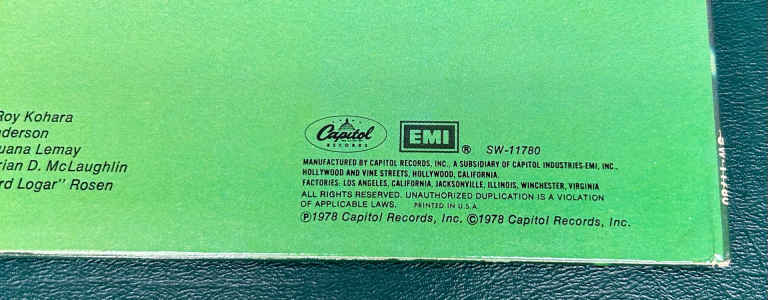 Roy Kohara
nderson
uana Lemay
rian D. McLaughlin
rd Logar" Rosen
Capitol
RECORDS
EMI
® SW-11780
MANUFACTURED BY CAPITOL RECORDS, INC., A SUBSIDIARY OF CAPITOL INDUSTRIES-EMI, INC.,
HOLLYWOOD AND VINE STREETS, HOLLYWOOD, CALIFORNIA.
FACTORIES: LOS ANGELES, CALIFORNIA, JACKSONVILLE, ILLINOIS, WINCHESTER, VIRGINIA
ALL RIGHTS RESERVED. UNAUTHORIZED DUPLICATION IS A VIOLATION
OF APPLICABLE LAWS. PRINTED IN U.S.A.
℗1978 Capitol Records, Inc. ©1978 Capitol Records, Inc.
SW-11780